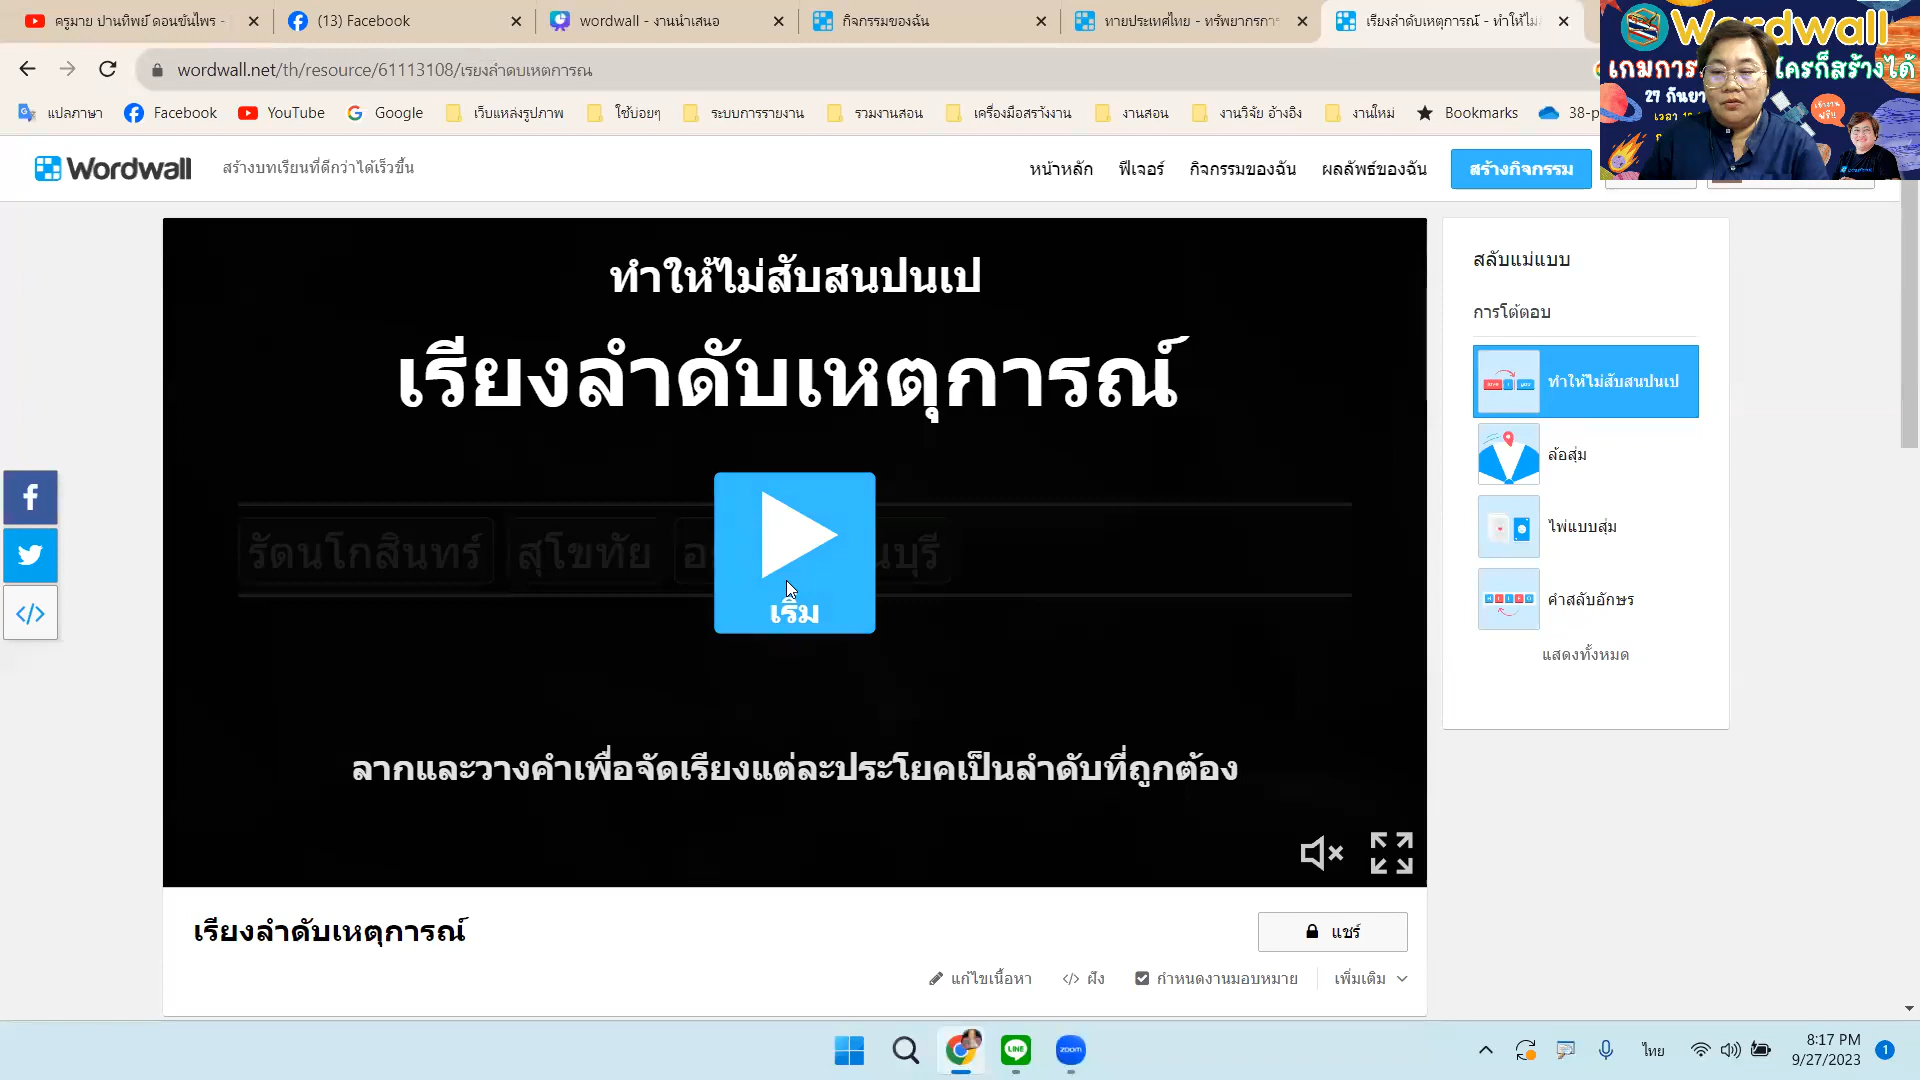 ครูมาย ปานทิพย์ ดอนขันไพร -
(13) Facebook
wordwall - งานนำเสนอ
กิจกรรมของฉัน
ทายประเทศไทย - ทรัพยากรการ
เรียงลำดับเหตุการณ์ - ทำให้ไม่
wordwall.net/th/resource/61113108/เรียงลำดับเหตุการณ์
แปลภาษา
Facebook
YouTube
Google
เว็บแหล่งรูปภาพ
ใช้บ่อยๆ
ระบบการรายงาน
รวมงานสอน
เครื่องมือสร้างงาน
งานสอน
งานวิจัย อ้างอิง
งานใหม่
Bookmarks
38-p
เกมการ
ใครก็สร้างได้
27 กันยา
Wordwall
สร้างบทเรียนที่ดีกว่าได้เร็วขึ้น
หน้าหลัก
ฟีเจอร์
กิจกรรมของฉัน
ผลลัพธ์ของฉัน
สร้างกิจกรรม
ทำให้ไม่สับสนปนเป
เรียงลำดับเหตุการณ์
รัตนโกสินทร์
สุโขทัย
เริ่ม
ลากและวางคำเพื่อจัดเรียงแต่ละประโยคเป็นลำดับที่ถูกต้อง
สลับแม่แบบ
การโต้ตอบ
ทำให้ไม่สับสนปนเป
ล้อสุ่ม
ไพ่แบบสุ่ม
คำสลับอักษร
แสดงทั้งหมด
เรียงลำดับเหตุการณ์
แชร์
แก้ไขเนื้อหา
ฝัง
กำหนดงานมอบหมาย
เพิ่มเติม
LINE
zoom
ไทย
8:17 PM
9/27/2023
1